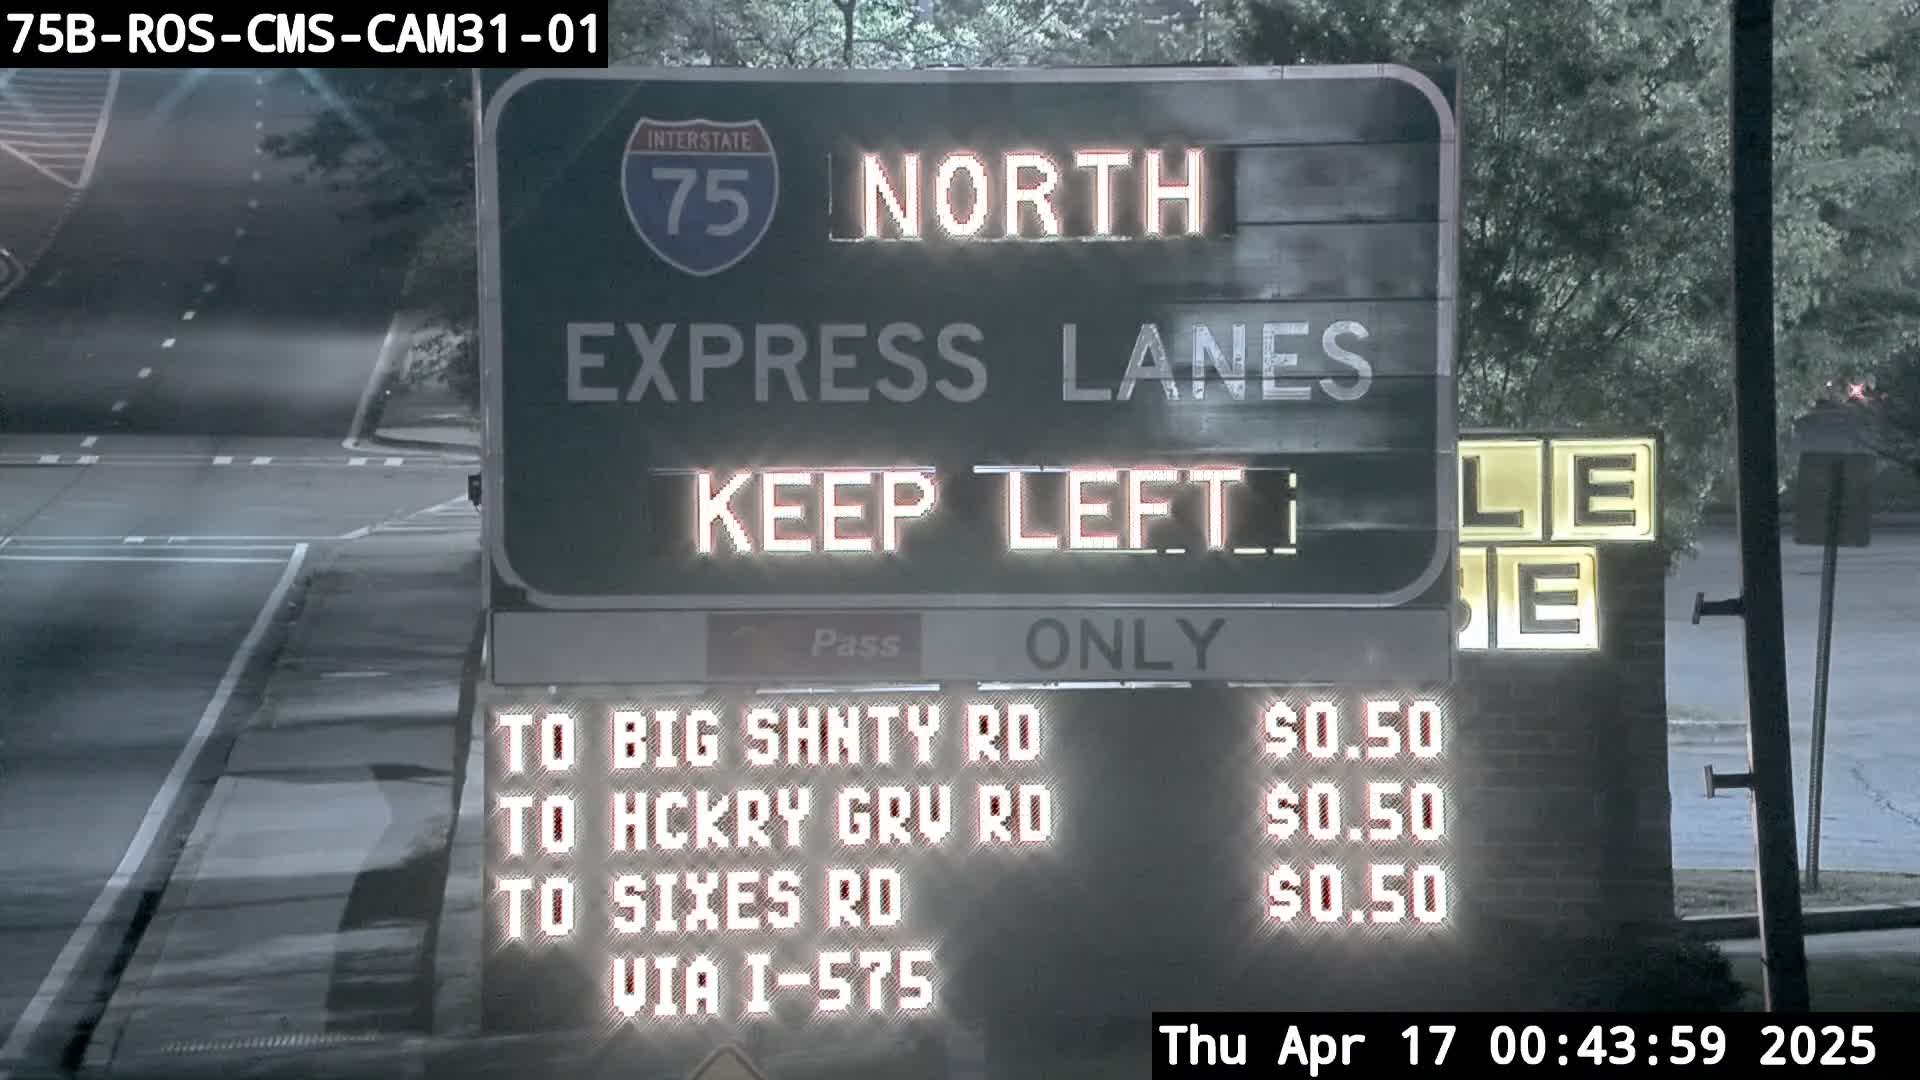 75B-ROS-CMS-CAM31-01
INTERSTATE
75
NORTH
EXPRESS LANES
KEEP LEFT
Pass ONLY
LE
E
TO BIG SHNTY RD $0.50
TO HCKRY GRV RD $0.50
TO SIXES RD $0.50
VIA I-575
Thu Apr 17 00:43:59 2025